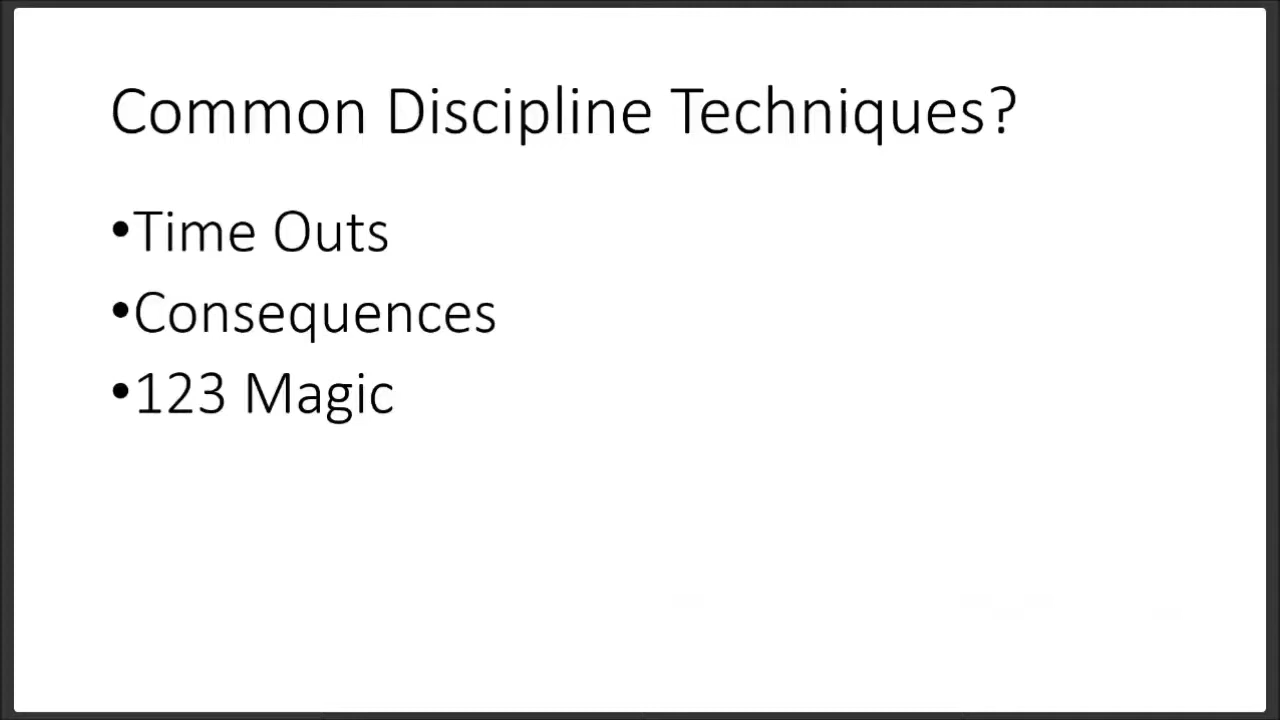 Common Discipline Techniques?
•Time Outs
•Consequences
•123 Magic